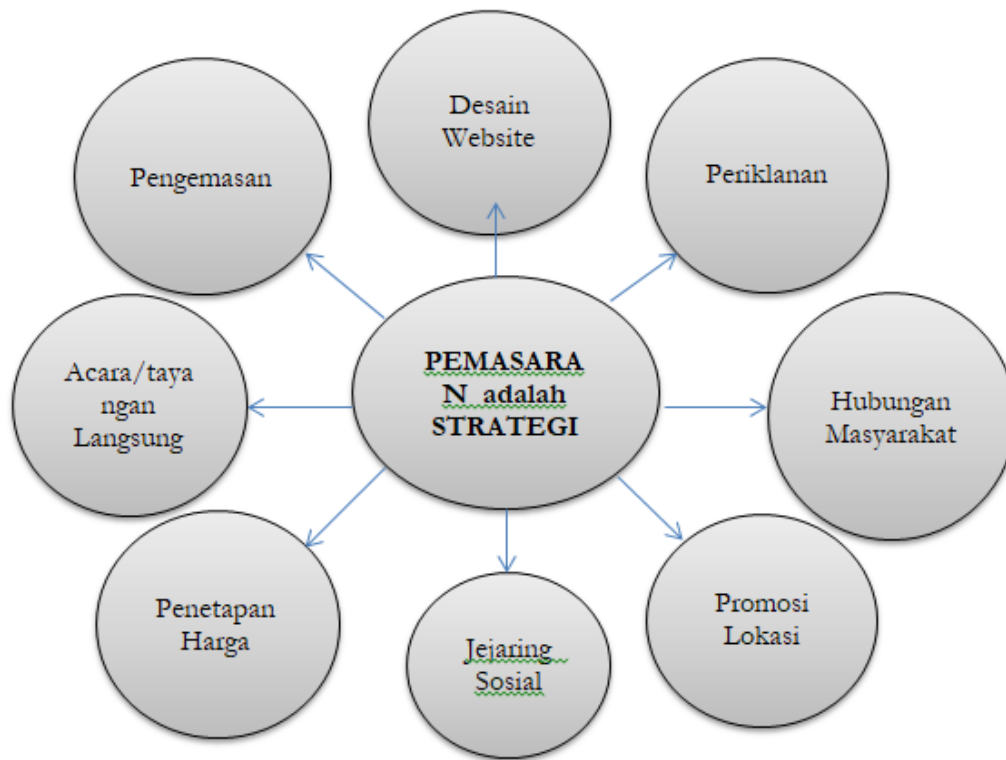 Desain
Website
Pengemasan
Periklanan
PEMASARA
N adalah
STRATEGI
Acara/taya
ngan
Langsung
Hubungan
Masyarakat
Penetapan
Harga
Jejaring
Sosial
Promosi
Lokasi